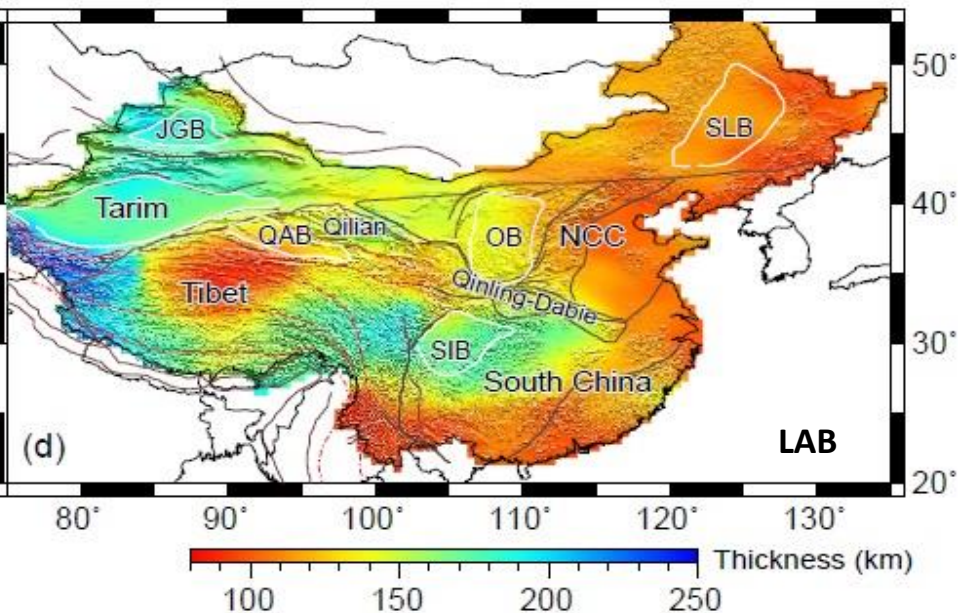 50°
JGB
SLB
Tarim
40°
QAB
Qilian
OB
NCC
Tibet
Qinling-Dabie
30°
SIB
South China
(d)
LAB
20°
80° 90° 100° 110° 120° 130°
Thickness (km)
100 150 200 250